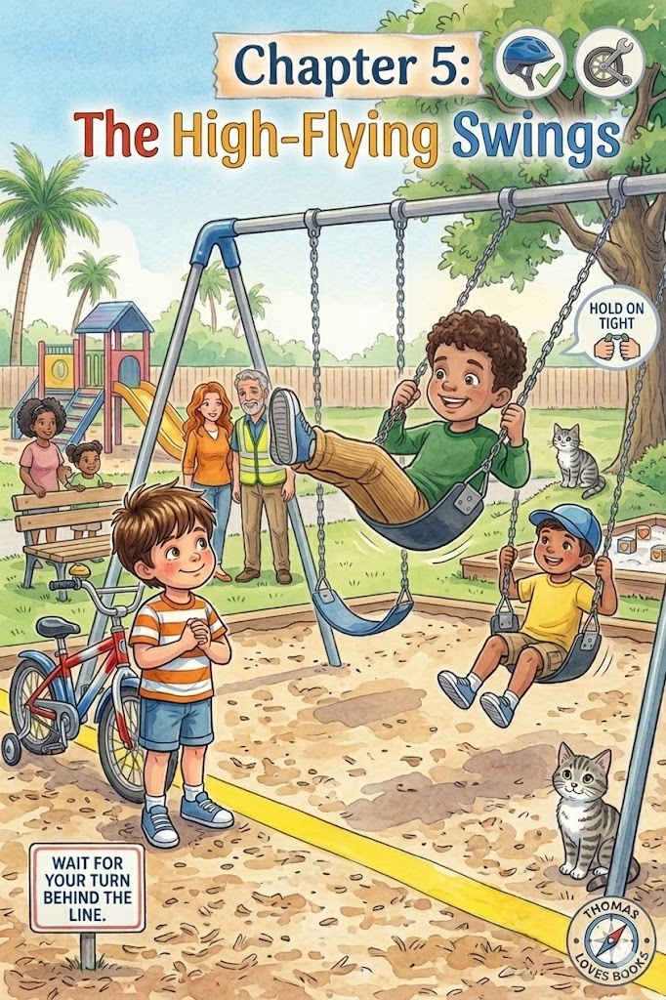 Chapter 5:
The High-Flying Swings
HOLD ON
TIGHT
WAIT FOR
YOUR TURN
BEHIND THE
LINE.
THOMAS
LOVES BOOKS